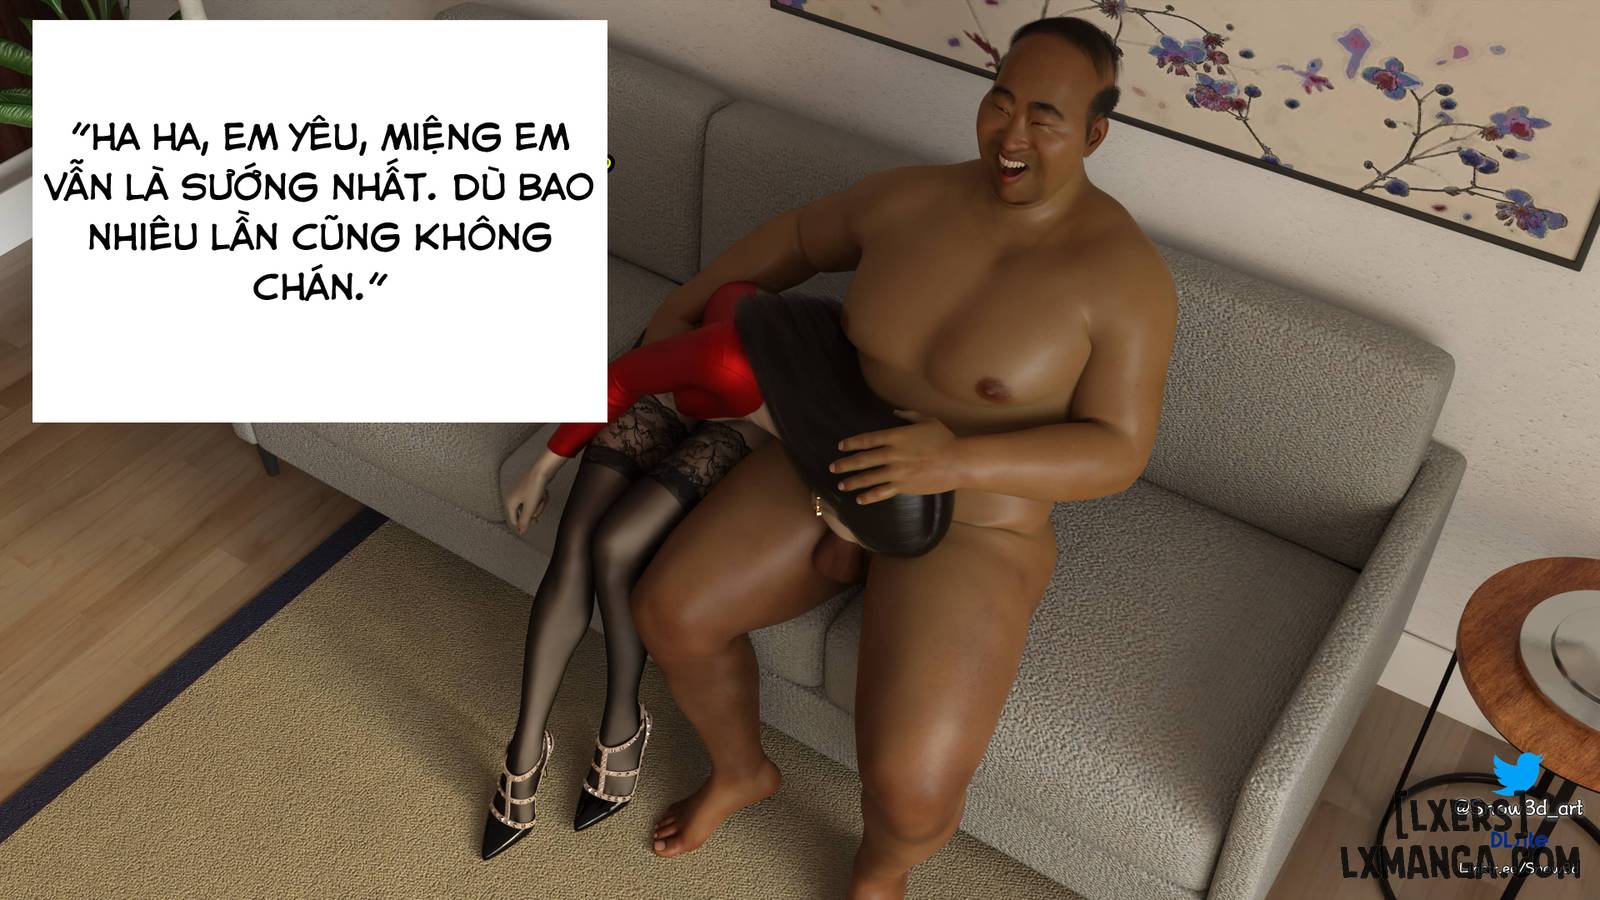 "HA HA, EM YÊU, MIỆNG EM
VẪN LÀ SƯỚNG NHẤT. DÙ BAO
NHIÊU LẦN CŨNG KHÔNG
CHÁN."
@Snow3d_art
[LXERS]
LXMANGA.COM